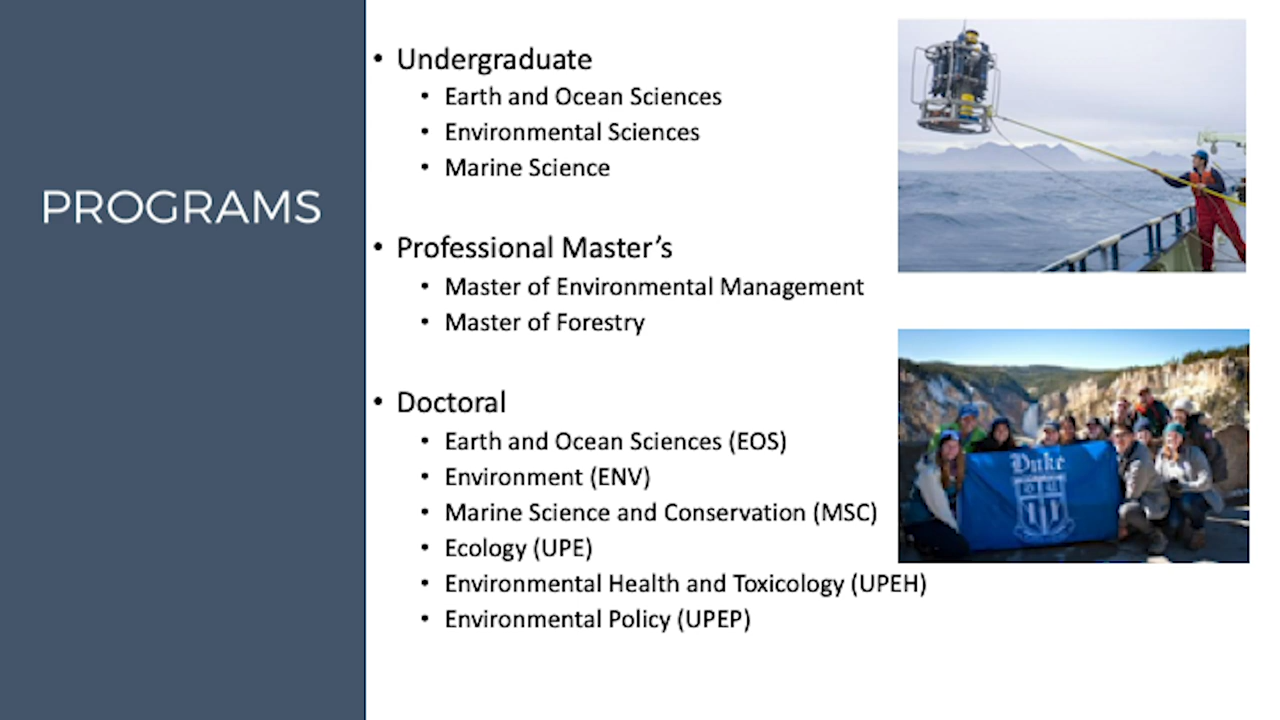 PROGRAMS
• Undergraduate
• Earth and Ocean Sciences
• Environmental Sciences
• Marine Science
• Professional Master’s
• Master of Environmental Management
• Master of Forestry
• Doctoral
• Earth and Ocean Sciences (EOS)
• Environment (ENV)
• Marine Science and Conservation (MSC)
• Ecology (UPE)
• Environmental Health and Toxicology (UPEH)
• Environmental Policy (UPEP)
Duke